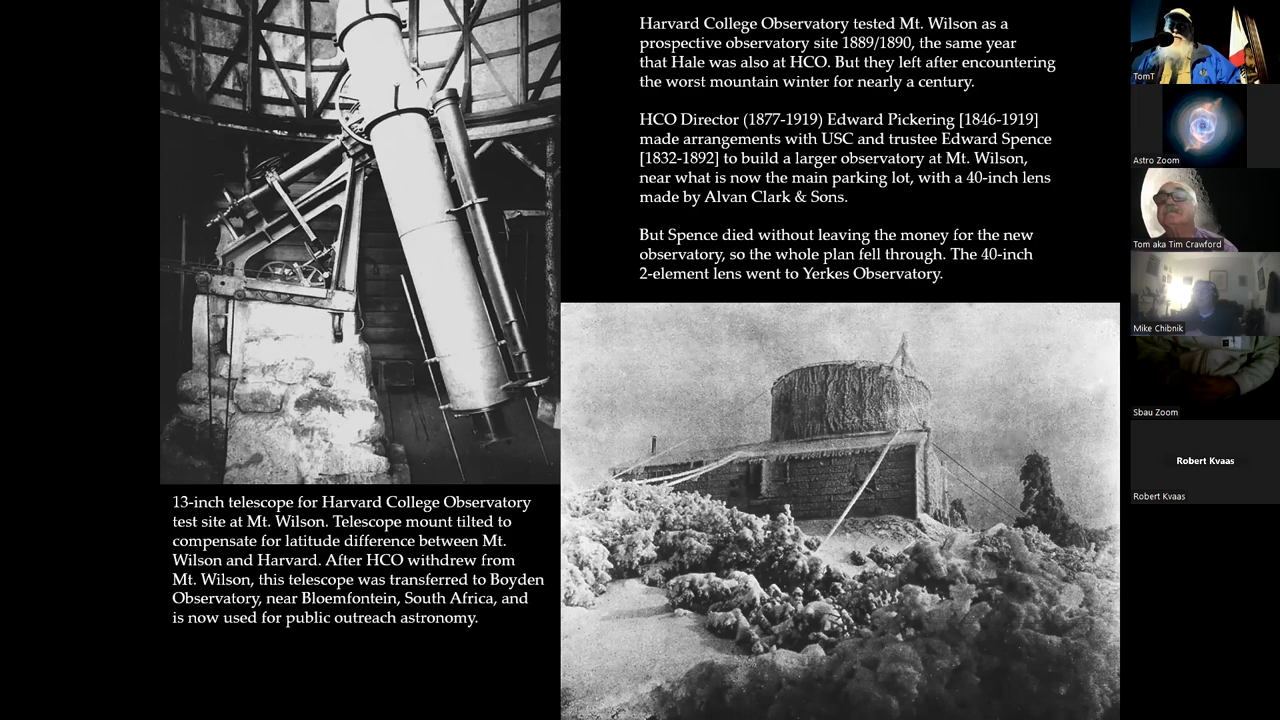 Harvard College Observatory tested Mt. Wilson as a
prospective observatory site 1889/1890, the same year
that Hale was also at HCO. But they left after encountering
the worst mountain winter for nearly a century.
HCO Director (1877-1919) Edward Pickering [1846-1919]
made arrangements with USC and trustee Edward Spence
[1832-1892] to build a larger observatory at Mt. Wilson,
near what is now the main parking lot, with a 40-inch lens
made by Alvan Clark & Sons.
But Spence died without leaving the money for the new
observatory, so the whole plan fell through. The 40-inch
2-element lens went to Yerkes Observatory.
13-inch telescope for Harvard College Observatory
test site at Mt. Wilson. Telescope mount tilted to
compensate for latitude difference between Mt.
Wilson and Harvard. After HCO withdrew from
Mt. Wilson, this telescope was transferred to Boyden
Observatory, near Bloemfontein, South Africa, and
is now used for public outreach astronomy.
TomT
Astro Zoom
Tom aka Tim Crawford
Mike Chibnik
Sbau Zoom
Robert Kvaas
Robert Kvaas